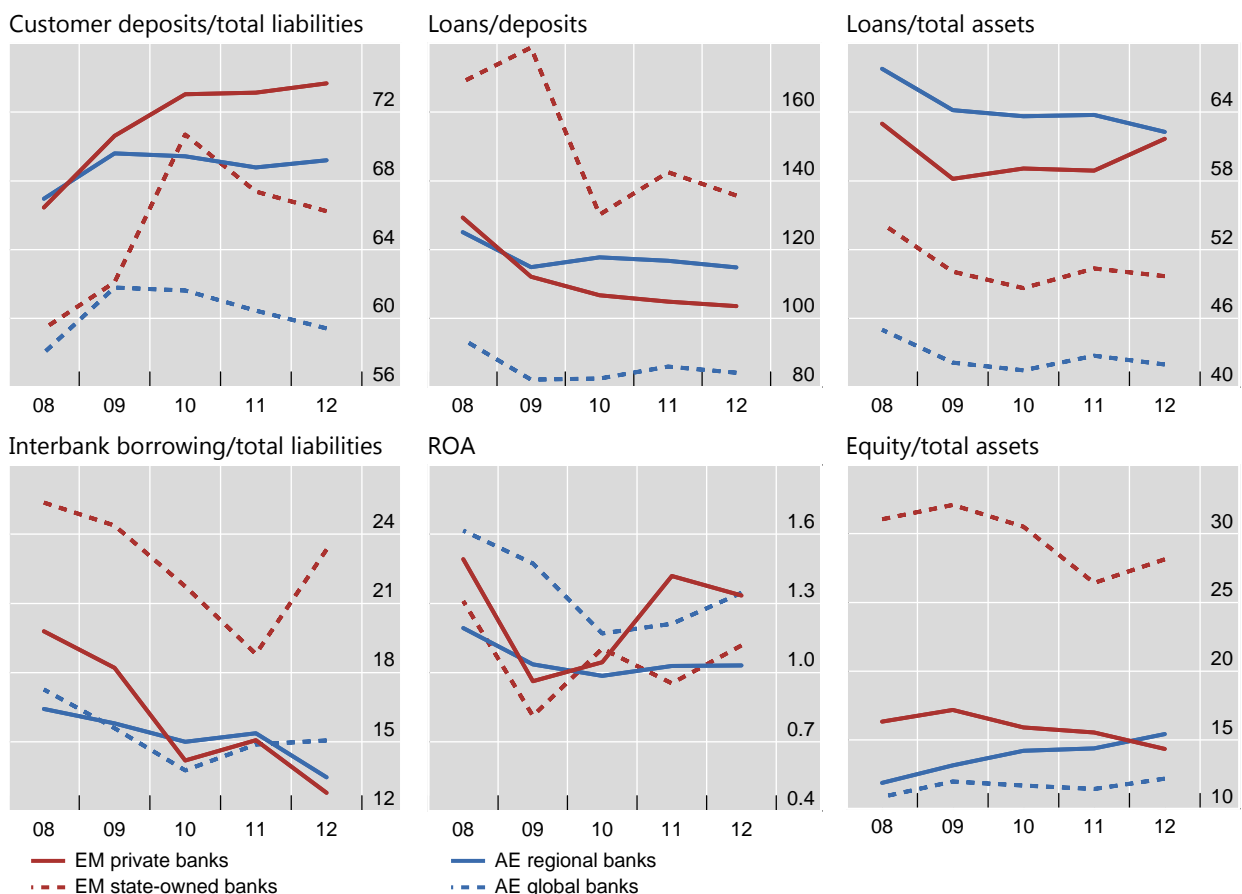 Customer deposits/total liabilities
Loans/deposits
Loans/total assets
72
68
64
60
56
08 09 10 11 12
160
140
120
100
80
08 09 10 11 12
64
58
52
46
40
08 09 10 11 12
Interbank borrowing/total liabilities
ROA
Equity/total assets
24
21
18
15
12
08 09 10 11 12
1.6
1.3
1.0
0.7
0.4
08 09 10 11 12
30
25
20
15
10
08 09 10 11 12
EM private banks
EM state-owned banks
AE regional banks
AE global banks